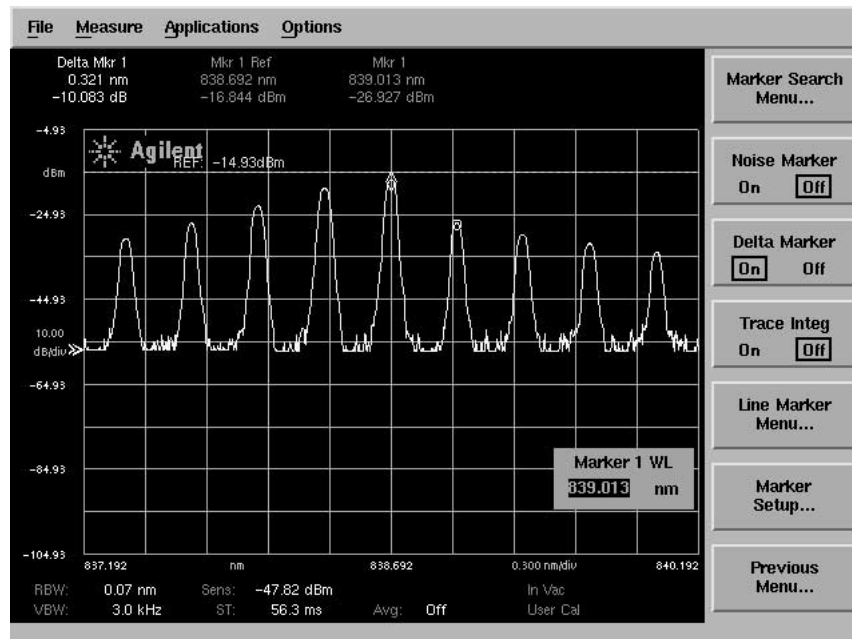 File Measure Applications Options
Delta Mkr 1 Mkr 1 Ref Mkr 1
0.321 nm 838.692 nm 839.013 nm
-10.083 dB -16.844 dBm -26.927 dBm
Marker Search
Menu...
-4.93
Agilent
REF: -14.93dBm
dBm
Noise Marker
On Off
-24.93
Delta Marker
On Off
-44.93
10.00
dB/div
Trace Integ
On Off
-64.93
Line Marker
Menu...
-84.93
Marker 1 WL
839.013 nm
Marker
Setup...
-104.93
837.192 nm 838.692 0.300 nm/div 840.192
Previous
Menu...
RBW: 0.07 nm Sens: -47.82 dBm In Vac
VBW: 3.0 kHz ST: 56.3 ms Avg: Off User Cal